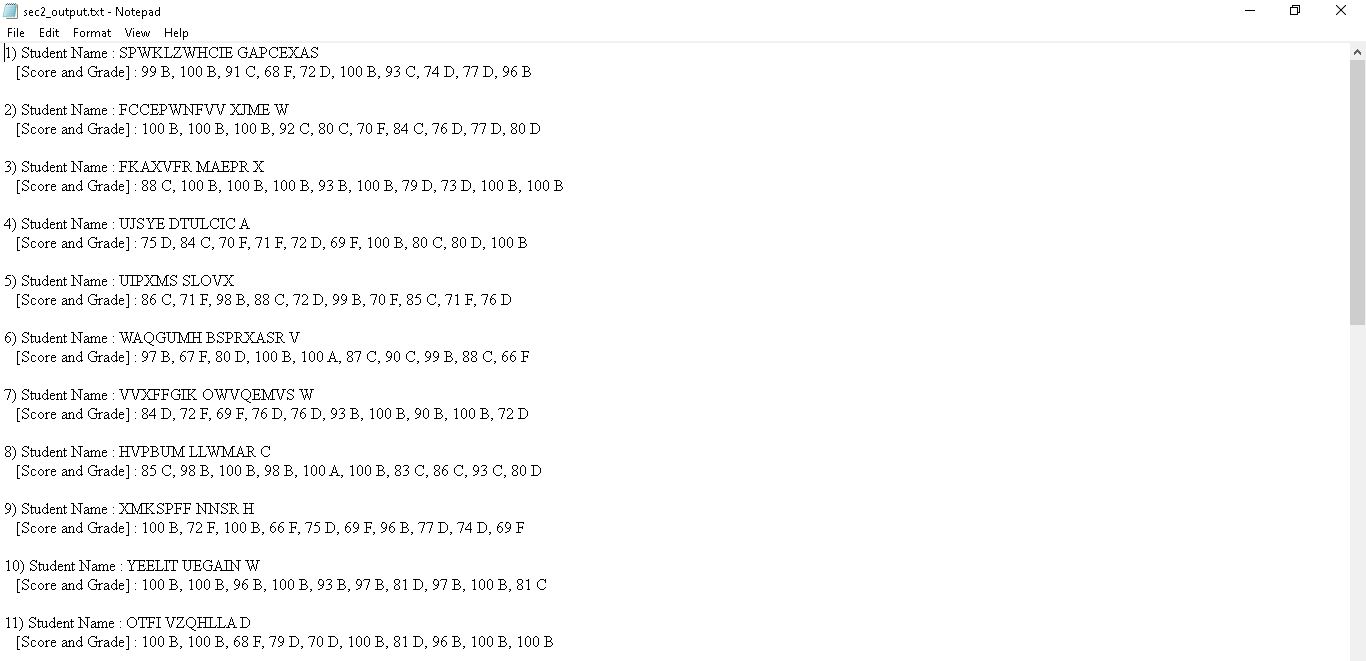 sec2_output.txt - Notepad
File Edit Format View Help
1) Student Name : SPWKLZWHCIE GAPCEXAS
[Score and Grade] : 99 B, 100 B, 91 C, 68 F, 72 D, 100 B, 93 C, 74 D, 77 D, 96 B
2) Student Name : FCCEPWNFVV XJME W
[Score and Grade] : 100 B, 100 B, 100 B, 92 C, 80 C, 70 F, 84 C, 76 D, 77 D, 80 D
3) Student Name : FKAXVFR MAEPR X
[Score and Grade] : 88 C, 100 B, 100 B, 100 B, 93 B, 100 B, 79 D, 73 D, 100 B, 100 B
4) Student Name : UJSYE DTULCIC A
[Score and Grade] : 75 D, 84 C, 70 F, 71 F, 72 D, 69 F, 100 B, 80 C, 80 D, 100 B
5) Student Name : UIPXMS SLOVX
[Score and Grade] : 86 C, 71 F, 98 B, 88 C, 72 D, 99 B, 70 F, 85 C, 71 F, 76 D
6) Student Name : WAQGUMH BSPRXASR V
[Score and Grade] : 97 B, 67 F, 80 D, 100 B, 100 A, 87 C, 90 C, 99 B, 88 C, 66 F
7) Student Name : VVXFFGIK OWVQEMVS W
[Score and Grade] : 84 D, 72 F, 69 F, 76 D, 76 D, 93 B, 100 B, 90 B, 100 B, 72 D
8) Student Name : HVPBUM LLWMAR C
[Score and Grade] : 85 C, 98 B, 100 B, 98 B, 100 A, 100 B, 83 C, 86 C, 93 C, 80 D
9) Student Name : XMKSPFF NNSR H
[Score and Grade] : 100 B, 72 F, 100 B, 66 F, 75 D, 69 F, 96 B, 77 D, 74 D, 69 F
10) Student Name : YEELIT UEGAIN W
[Score and Grade] : 100 B, 100 B, 96 B, 100 B, 93 B, 97 B, 81 D, 97 B, 100 B, 81 C
11) Student Name : OTFI VZQHLLA D
[Score and Grade] : 100 B, 100 B, 68 F, 79 D, 70 D, 100 B, 81 D, 96 B, 100 B, 100 B